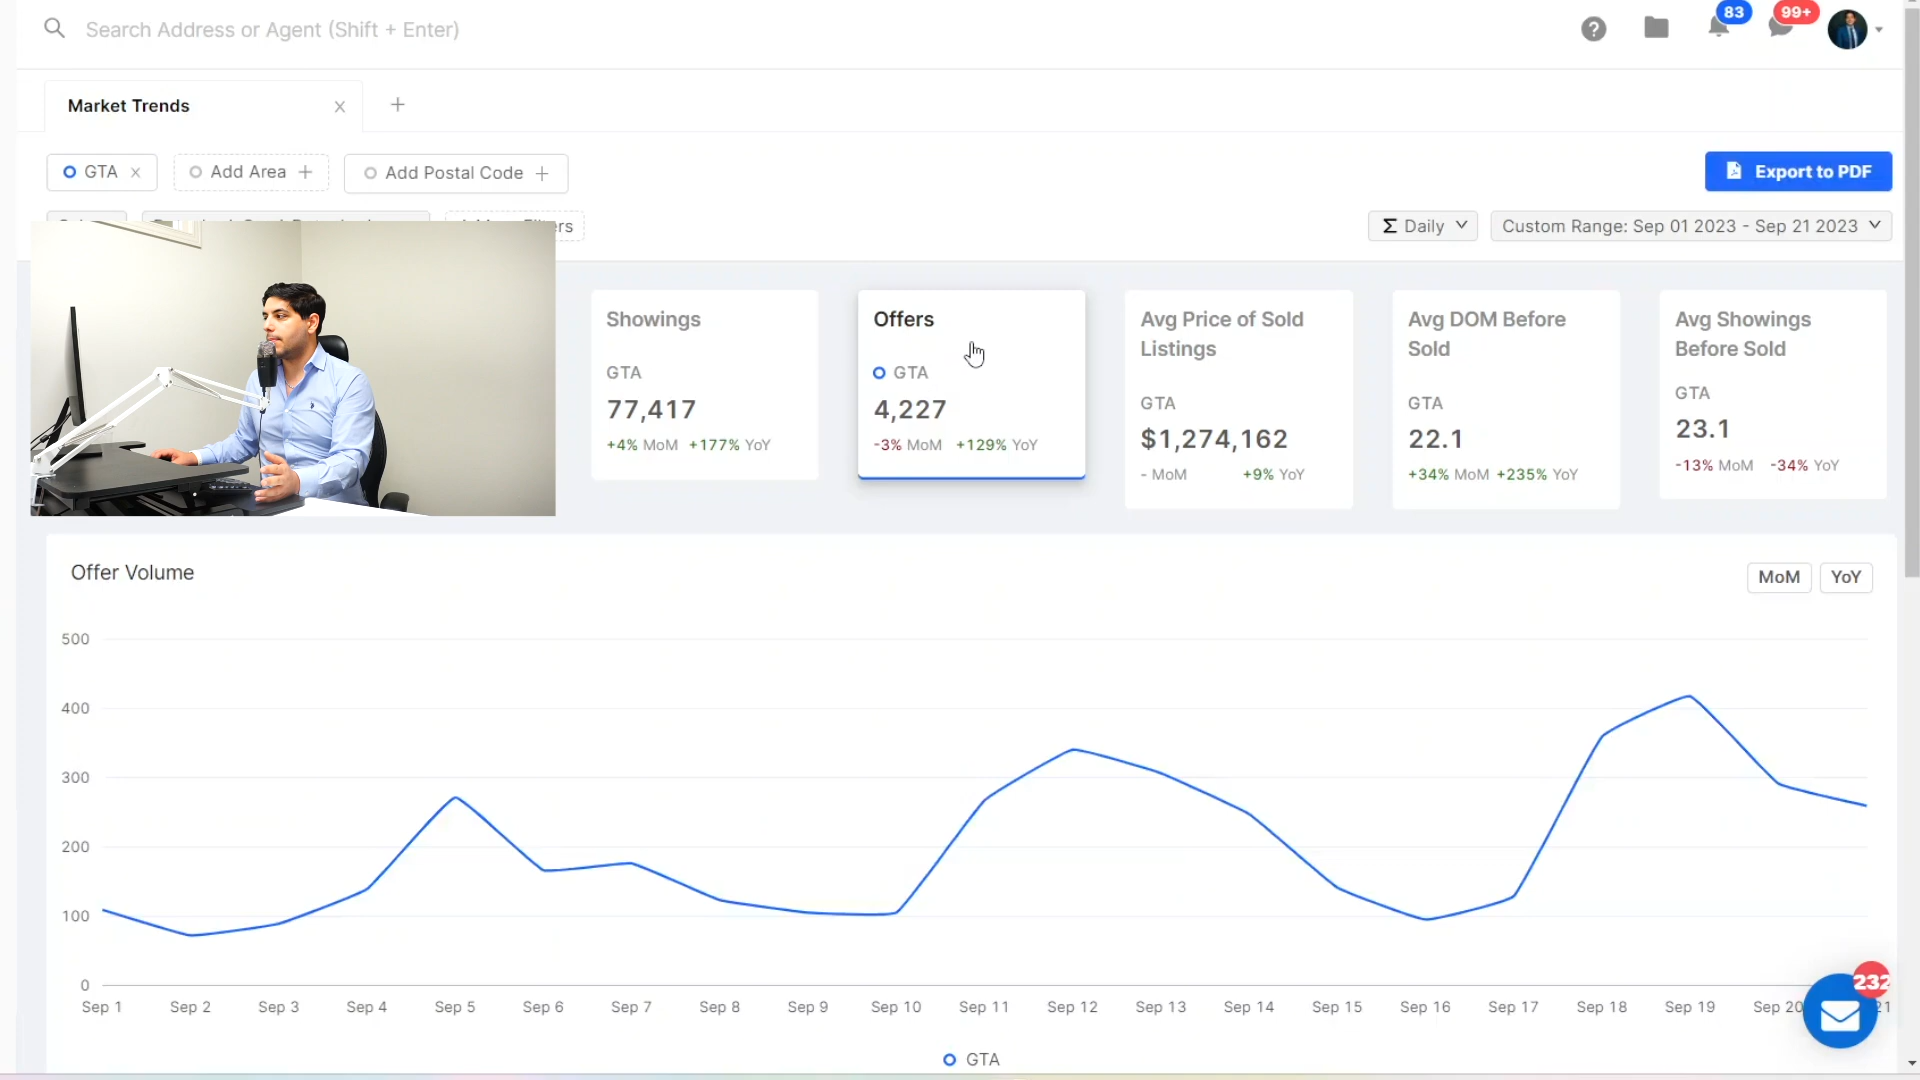 Search Address or Agent (Shift + Enter)
83
99+
Market Trends
GTA
Add Area
Add Postal Code
Export to PDF
Σ Daily
Custom Range: Sep 01 2023 - Sep 21 2023
Showings
GTA
77,417
+4% MoM +177% YoY
Offers
GTA
4,227
-3% MoM +129% YoY
Avg Price of Sold
Listings
GTA
$1,274,162
- MoM +9% YoY
Avg DOM Before
Sold
GTA
22.1
+34% MoM +235% YoY
Avg Showings
Before Sold
GTA
23.1
-13% MoM -34% YoY
Offer Volume
MoM
YoY
500
400
300
200
100
0
Sep 1 Sep 2 Sep 3 Sep 4 Sep 5 Sep 6 Sep 7 Sep 8 Sep 9 Sep 10 Sep 11 Sep 12 Sep 13 Sep 14 Sep 15 Sep 16 Sep 17 Sep 18 Sep 19 Sep 20
232
GTA